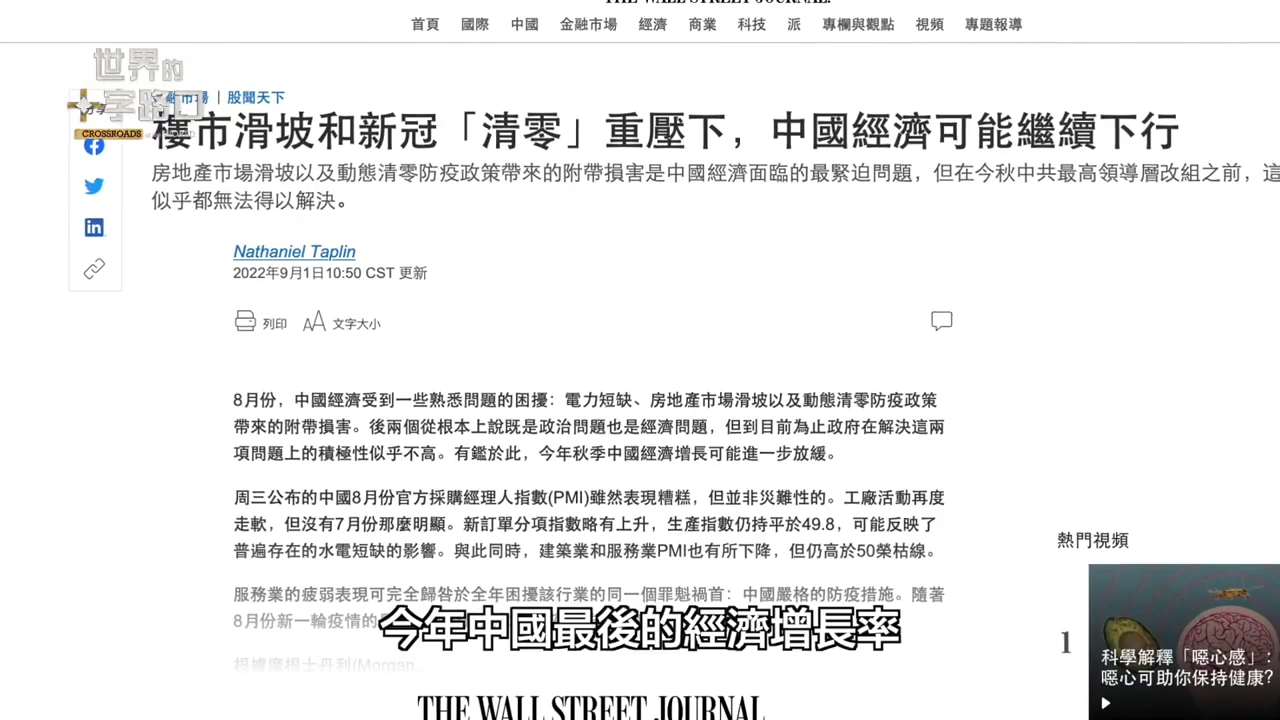 THE WALL STREET JOURNAL.
首頁 國際 中國 金融市場 經濟 商業 科技 派 專欄與觀點 視頻 專題報導
世界的
十字路口
CROSSROADS
金融市場 | 股聞天下
樓市滑坡和新冠「清零」重壓下，中國經濟可能繼續下行
房地產市場滑坡以及動態清零防疫政策帶來的附帶損害是中國經濟面臨的最緊迫問題，但在今秋中共最高領導層改組之前，這
似乎都無法得以解決。
分享
Nathaniel Taplin
2022年9月1日10:50 CST 更新
列印 AA 文字大小
8月份，中國經濟受到一些熟悉問題的困擾：電力短缺、房地產市場滑坡以及動態清零防疫政策
帶來的附帶損害。後兩個從根本上說既是政治問題也是經濟問題，但到目前為止政府在解決這兩
項問題上的積極性似乎不高。有鑑於此，今年秋季中國經濟增長可能進一步放緩。
周三公布的中國8月份官方採購經理人指數(PMI)雖然表現糟糕，但並非災難性的。工廠活動再度
走軟，但沒有7月份那麼明顯。新訂單分項指數略有上升，生產指數仍持平於49.8，可能反映了
普遍存在的水電短缺的影響。與此同時，建築業和服務業PMI也有所下降，但仍高於50榮枯線。
服務業的疲弱表現可完全歸咎於全年困擾該行業的同一個罪魁禍首：中國嚴格的防疫措施。隨著
8月份新一輪疫情的
根據摩根士丹利(Morgan
今年中國最後的經濟增長率
THE WALL STREET JOURNAL
熱門視頻
1
科學解釋「噁心感」：
噁心可助你保持健康?